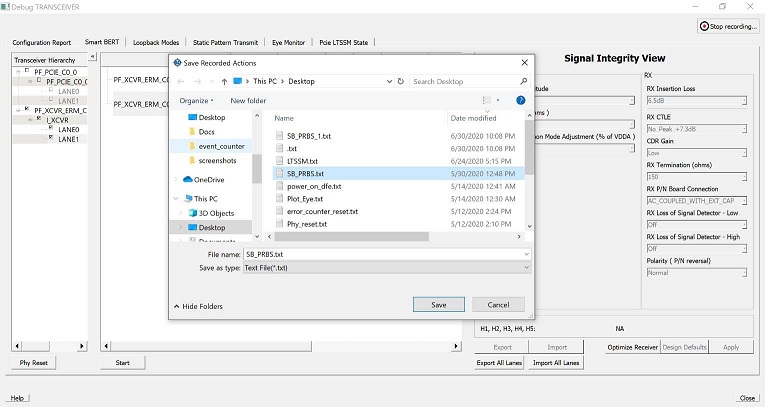 Debug TRANSCEIVER
Stop recording...
Configuration Report
Smart BERT
Loopback Modes
Static Pattern Transmit
Eye Monitor
Pcie LTSSM State
Transceiver Hierarchy
PF_PCIE_C0_0
PF_PCIE_C0_0
LANE0
LANE1
PF_XCVR_ERM_C
I_XCVR
LANE0
LANE1
Phy Reset
PF_XCVR_ERM_C
PF_XCVR_ERM_C
Start
Save Recorded Actions
This PC > Desktop
Search Desktop
Organize
New folder
Desktop
Docs
event_counter
screenshots
OneDrive
This PC
3D Objects
Desktop
Documents
Name
Date modified
SB_PRBS_1.txt 6/30/2020 10:08 PM
.txt 6/30/2020 10:08 PM
LTSSM.txt 6/24/2020 5:15 PM
SB_PRBS.txt 5/30/2020 12:48 PM
power_on_dfe.txt 5/14/2020 12:41 AM
Plot_Eye.txt 5/14/2020 12:30 AM
error_counter_reset.txt 5/12/2020 2:24 PM
Phy_reset.txt 5/12/2020 2:10 PM
File name: SB_PRBS.txt
Save as type: Text File(*.txt)
Hide Folders
Save
Cancel
Signal Integrity View
itude
hms )
on Mode Adjustment (% of VDDA )
RX
RX Insertion Loss
6.5dB
RX CTLE
No_Peak_+7.3dB
CDR Gain
Low
RX Termination (ohms)
150
RX P/N Board Connection
AC_COUPLED_WITH_EXT_CAP
RX Loss of Signal Detector - Low
Off
RX Loss of Signal Detector - High
Off
Polarity ( P/N reversal)
Normal
H1, H2, H3, H4, H5: NA
Export
Import
Optimize Receiver
Design Defaults
Apply
Export All Lanes
Import All Lanes
Help
Close